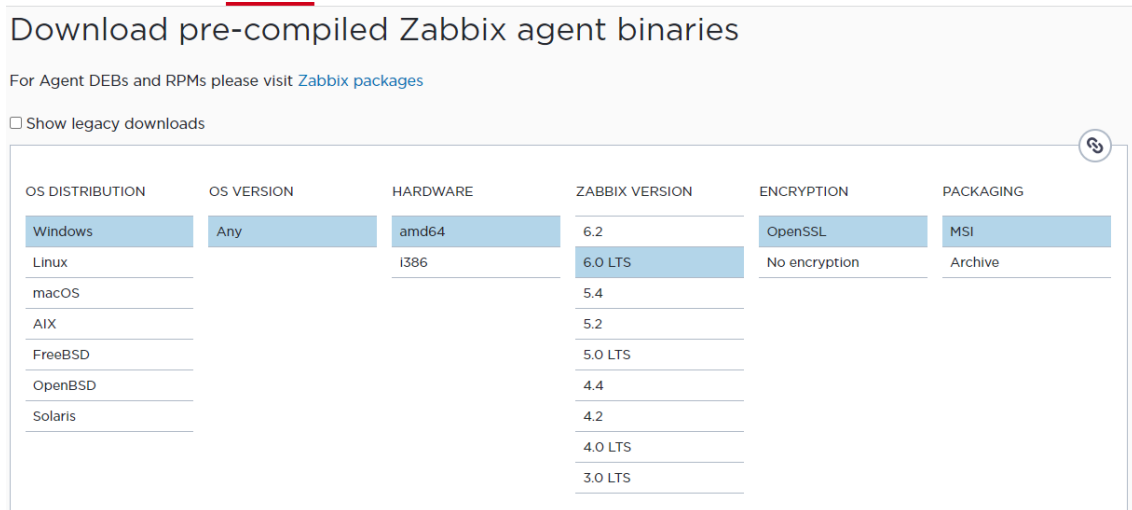 Download pre-compiled Zabbix agent binaries
For Agent DEBs and RPMs please visit Zabbix packages
Show legacy downloads
OS DISTRIBUTION OS VERSION HARDWARE ZABBIX VERSION ENCRYPTION PACKAGING
Windows Any amd64 6.2 OpenSSL MSI
Linux i386 6.0 LTS No encryption Archive
macOS 5.4
AIX 5.2
FreeBSD 5.0 LTS
OpenBSD 4.4
Solaris 4.2
4.0 LTS
3.0 LTS